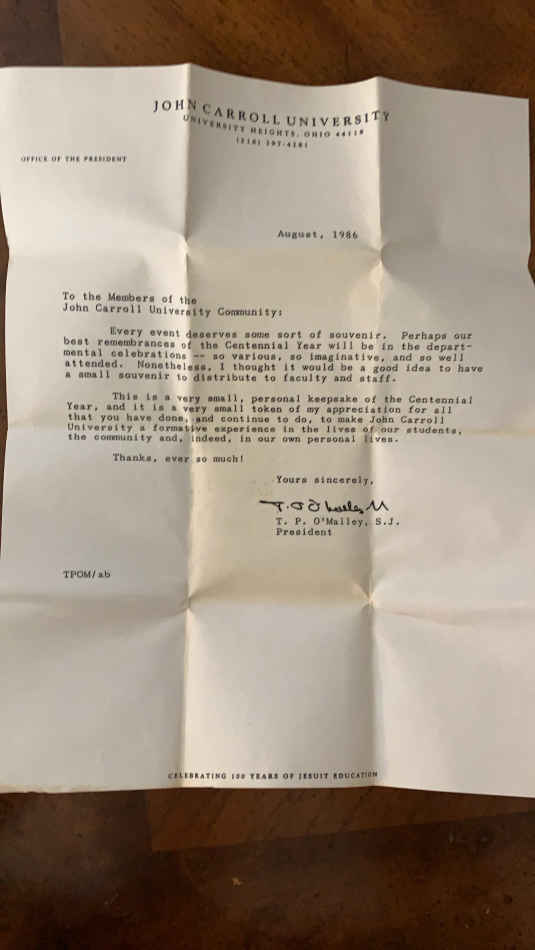 JOHN CARROLL UNIVERSITY
UNIVERSITY HEIGHTS, OHIO 44118
(216) 397-4281
OFFICE OF THE PRESIDENT
August, 1986
To the Members of the
John Carroll University Community:
Every event deserves some sort of souvenir. Perhaps our
best remembrances of the Centennial Year will be in the depart-
mental celebrations -- so various, so imaginative, and so well
attended. Nonetheless, I thought it would be a good idea to have
a small souvenir to distribute to faculty and staff.
This is a very small, personal keepsake of the Centennial
Year, and it is a very small token of my appreciation for all
that you have done, and continue to do, to make John Carroll
University a formative experience in the lives of our students,
the community and, indeed, in our own personal lives.
Thanks, ever so much!
Yours sincerely,
T. P. O'Malley, S.J.
President
TPOM/ab
CELEBRATING 100 YEARS OF JESUIT EDUCATION